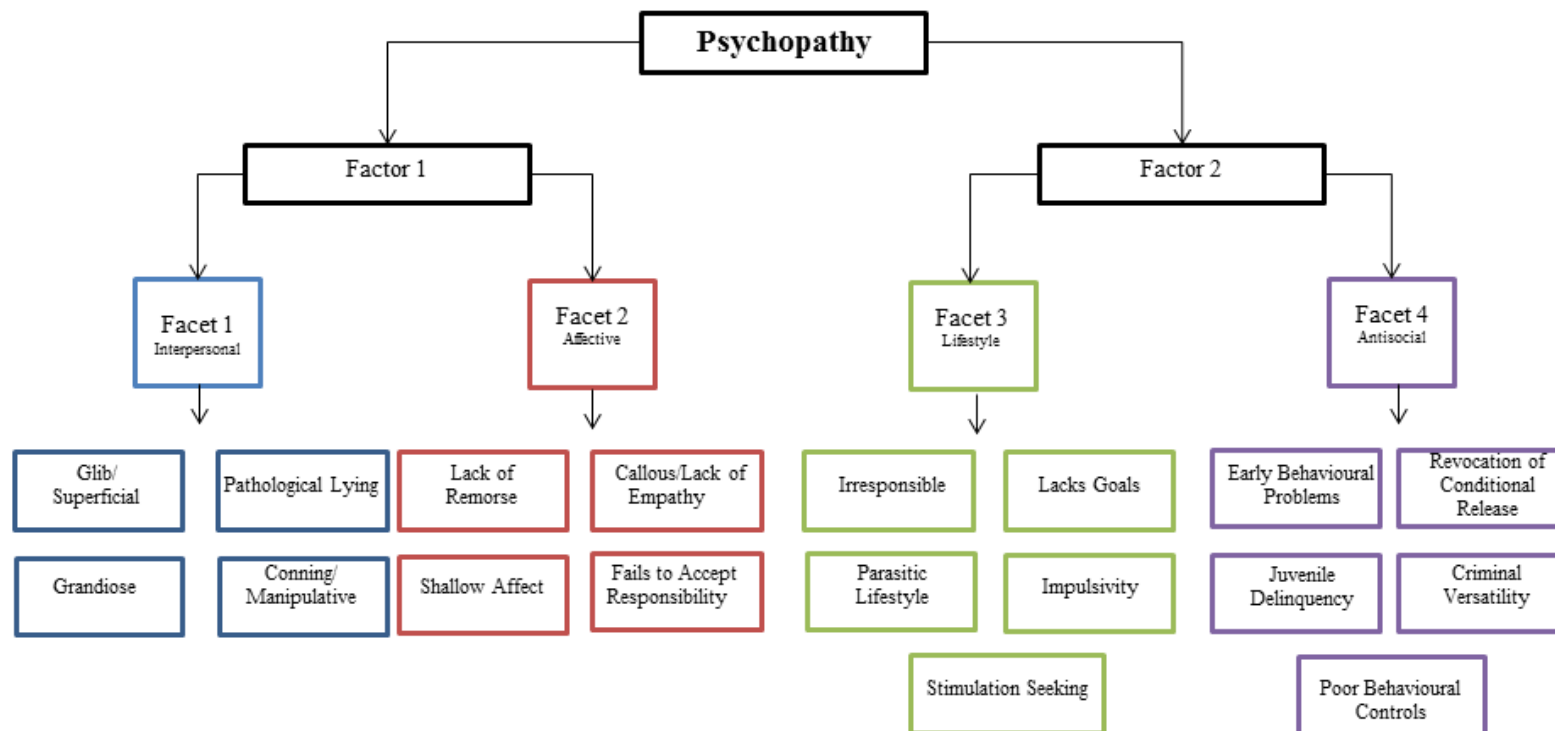 Psychopathy
Factor 1
Factor 2
Facet 1
Interpersonal
Facet 2
Affective
Facet 3
Lifestyle
Facet 4
Antisocial
Glib/
Superficial
Pathological Lying
Lack of
Remorse
Callous/Lack of
Empathy
Irresponsible
Lacks Goals
Early Behavioural
Problems
Revocation of
Conditional
Release
Grandiose
Conning/
Manipulative
Shallow Affect
Fails to Accept
Responsibility
Parasitic
Lifestyle
Impulsivity
Juvenile
Delinquency
Criminal
Versatility
Stimulation Seeking
Poor Behavioural
Controls